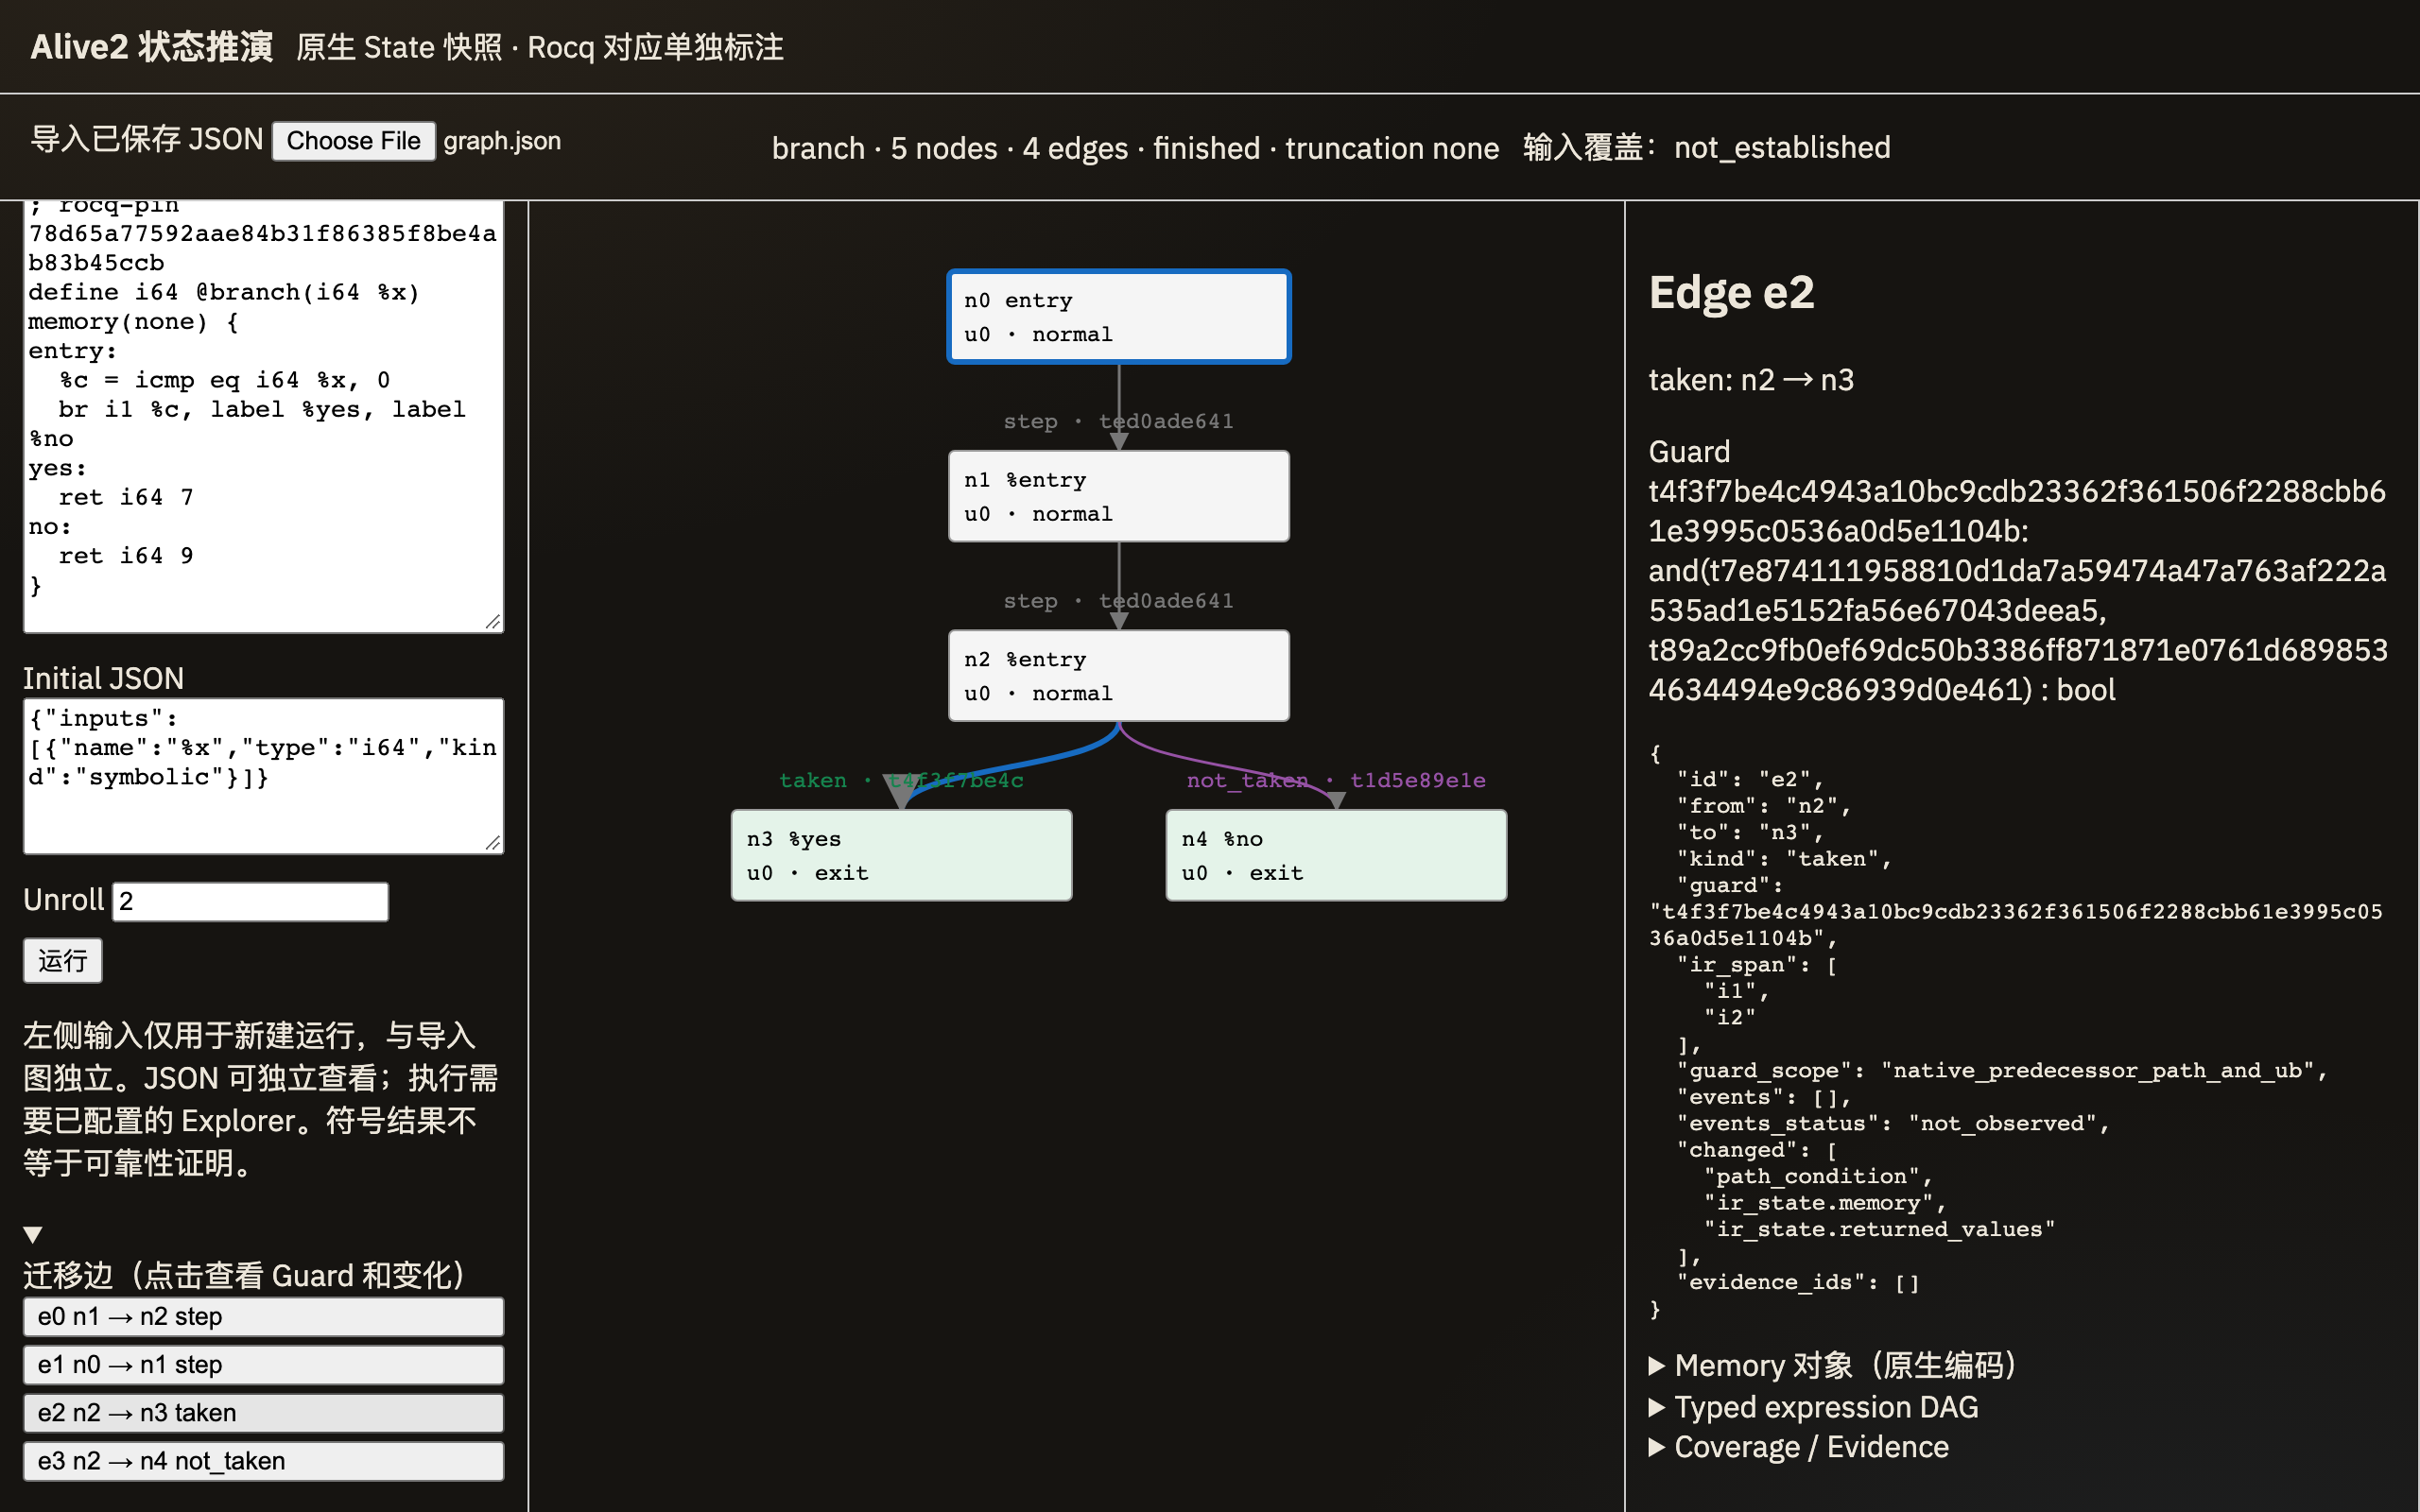 Alive2 状态推演 原生 State 快照 · Rocq 对应单独标注
导入已保存 JSON Choose File graph.json
branch · 5 nodes · 4 edges · finished · truncation none 输入覆盖：not_established
; rocq-pin
78d65a77592aae84b31f86385f8be4a
b83b45ccb
define i64 @branch(i64 %x)
memory(none) {
entry:
  %c = icmp eq i64 %x, 0
  br i1 %c, label %yes, label
%no
yes:
  ret i64 7
no:
  ret i64 9
}
Initial JSON
{"inputs":
[{"name":"%x","type":"i64","kin
d":"symbolic"}]}
Unroll 2
运行
左侧输入仅用于新建运行，与导入
图独立。JSON 可独立查看；执行需
要已配置的 Explorer。符号结果不
等于可靠性证明。
▼
迁移边（点击查看 Guard 和变化）
e0 n1 → n2 step
e1 n0 → n1 step
e2 n2 → n3 taken
e3 n2 → n4 not_taken
n0 entry
u0 · normal
step · ted0ade641
n1 %entry
u0 · normal
step · ted0ade641
n2 %entry
u0 · normal
taken · t4f3f7be4c
not_taken · t1d5e89e1e
n3 %yes
u0 · exit
n4 %no
u0 · exit
Edge e2
taken: n2 → n3
Guard
t4f3f7be4c4943a10bc9cdb23362f361506f2288cbb6
1e3995c0536a0d5e1104b:
and(t7e874111958810d1da7a59474a47a763af222a
535ad1e5152fa56e67043deea5,
t89a2cc9fb0ef69dc50b3386ff871871e0761d689853
4634494e9c86939d0e461) : bool
{
  "id": "e2",
  "from": "n2",
  "to": "n3",
  "kind": "taken",
  "guard":
"t4f3f7be4c4943a10bc9cdb23362f361506f2288cbb61e3995c05
36a0d5e1104b",
  "ir_span": [
    "i1",
    "i2"
  ],
  "guard_scope": "native_predecessor_path_and_ub",
  "events": [],
  "events_status": "not_observed",
  "changed": [
    "path_condition",
    "ir_state.memory",
    "ir_state.returned_values"
  ],
  "evidence_ids": []
}
▶ Memory 对象（原生编码）
▶ Typed expression DAG
▶ Coverage / Evidence